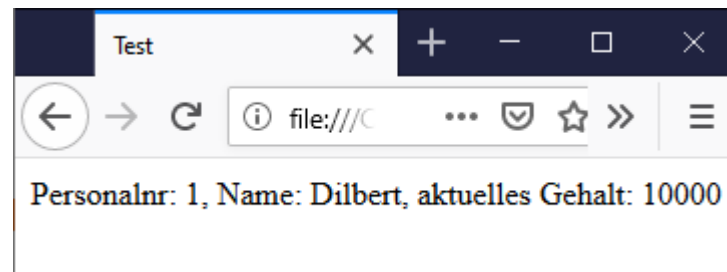 Test
file:///C
Personalnr: 1, Name: Dilbert, aktuelles Gehalt: 10000